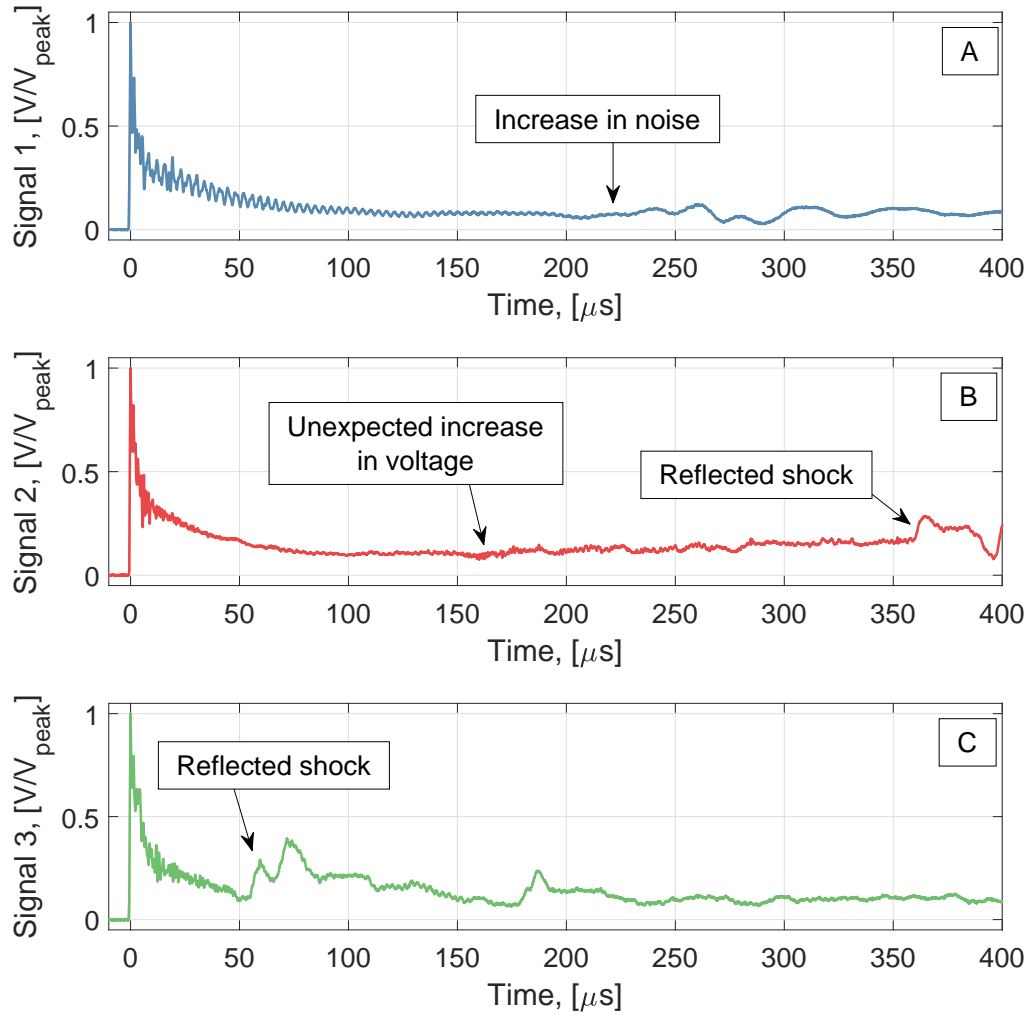 A
Increase in noise
Signal 1, [V/V_peak]
1
0.5
0
0 50 100 150 200 250 300 350 400
Time, [μs]
B
Unexpected increase
in voltage
Reflected shock
Signal 2, [V/V_peak]
1
0.5
0
0 50 100 150 200 250 300 350 400
Time, [μs]
C
Reflected shock
Signal 3, [V/V_peak]
1
0.5
0
0 50 100 150 200 250 300 350 400
Time, [μs]